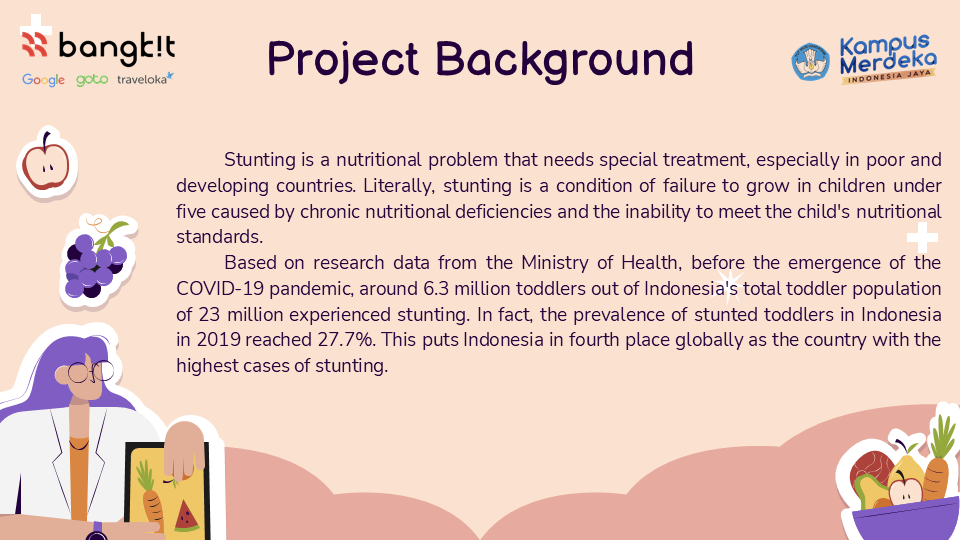 bangk!t
Google goto traveloka
Project Background
Kampus
Merdeka
INDONESIA JAYA
Stunting is a nutritional problem that needs special treatment, especially in poor and
developing countries. Literally, stunting is a condition of failure to grow in children under
five caused by chronic nutritional deficiencies and the inability to meet the child's nutritional
standards.
Based on research data from the Ministry of Health, before the emergence of the
COVID-19 pandemic, around 6.3 million toddlers out of Indonesia's total toddler population
of 23 million experienced stunting. In fact, the prevalence of stunted toddlers in Indonesia
in 2019 reached 27.7%. This puts Indonesia in fourth place globally as the country with the
highest cases of stunting.